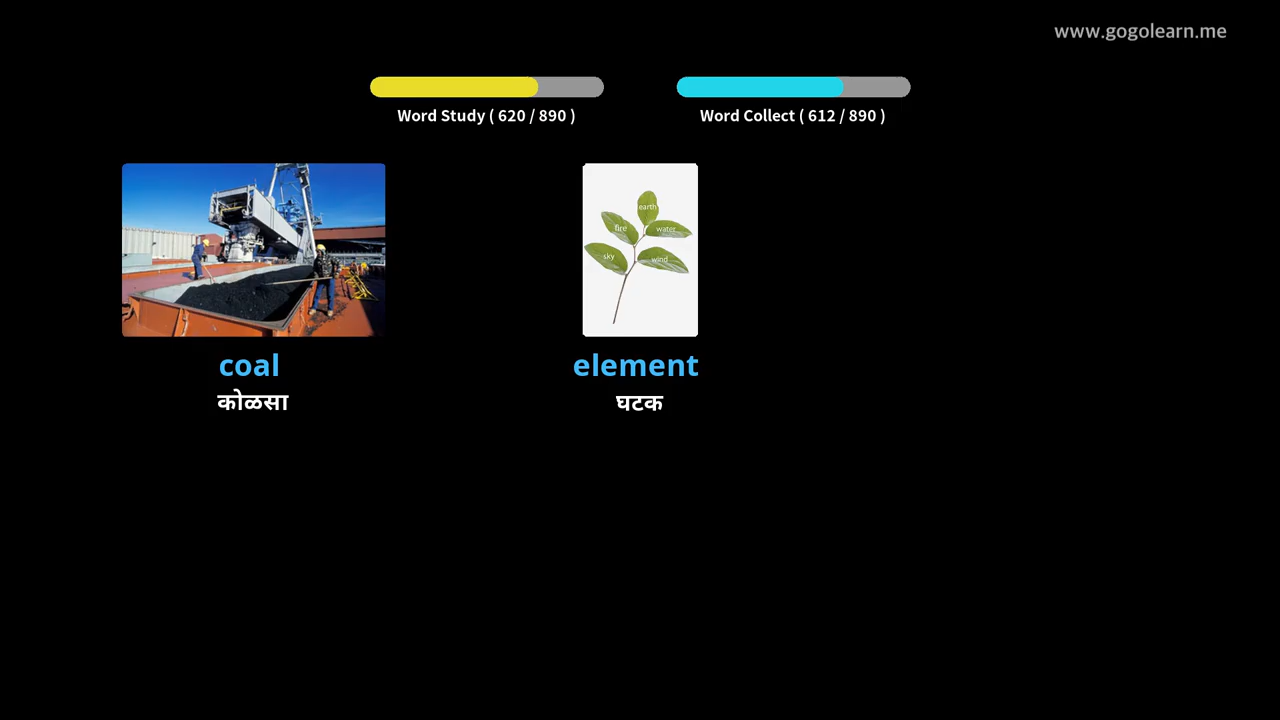 www.gogolearn.me
Word Study ( 620 / 890 )
Word Collect ( 612 / 890 )
earth
fire
water
sky
wind
coal
element
कोळसा
घटक